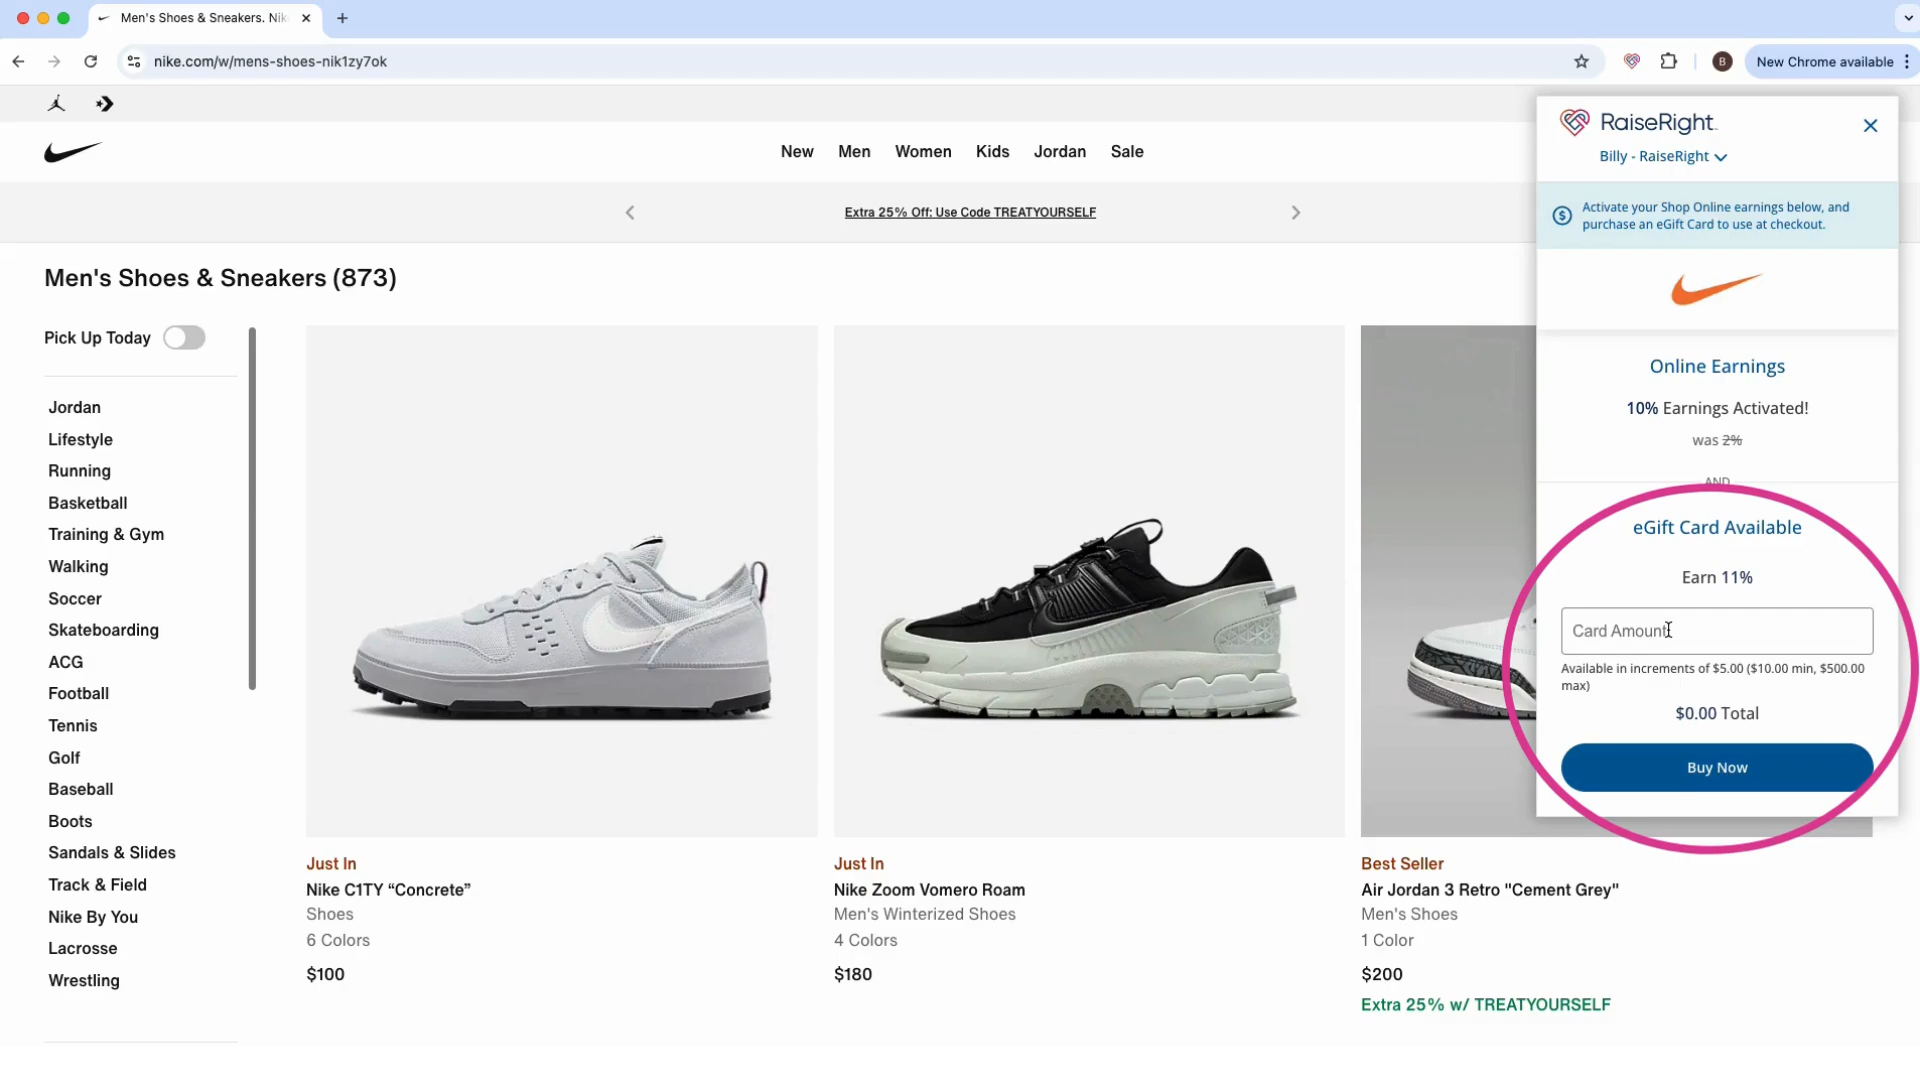 Men's Shoes & Sneakers. Nik
nike.com/w/mens-shoes-nik1zy7ok
B
New Chrome available
New Men Women Kids Jordan Sale
Extra 25% Off: Use Code TREATYOURSELF
Men's Shoes & Sneakers (873)
Pick Up Today
Jordan
Lifestyle
Running
Basketball
Training & Gym
Walking
Soccer
Skateboarding
ACG
Football
Tennis
Golf
Baseball
Boots
Sandals & Slides
Track & Field
Nike By You
Lacrosse
Wrestling
Just In
Nike C1TY “Concrete”
Shoes
6 Colors
$100
Just In
Nike Zoom Vomero Roam
Men's Winterized Shoes
4 Colors
$180
Best Seller
Air Jordan 3 Retro "Cement Grey"
Men's Shoes
1 Color
$200
Extra 25% w/ TREATYOURSELF
RaiseRight
Billy - RaiseRight
Activate your Shop Online earnings below, and
purchase an eGift Card to use at checkout.
Online Earnings
10% Earnings Activated!
was 2%
AND
eGift Card Available
Earn 11%
Card Amount
Available in increments of $5.00 ($10.00 min, $500.00
max)
$0.00 Total
Buy Now